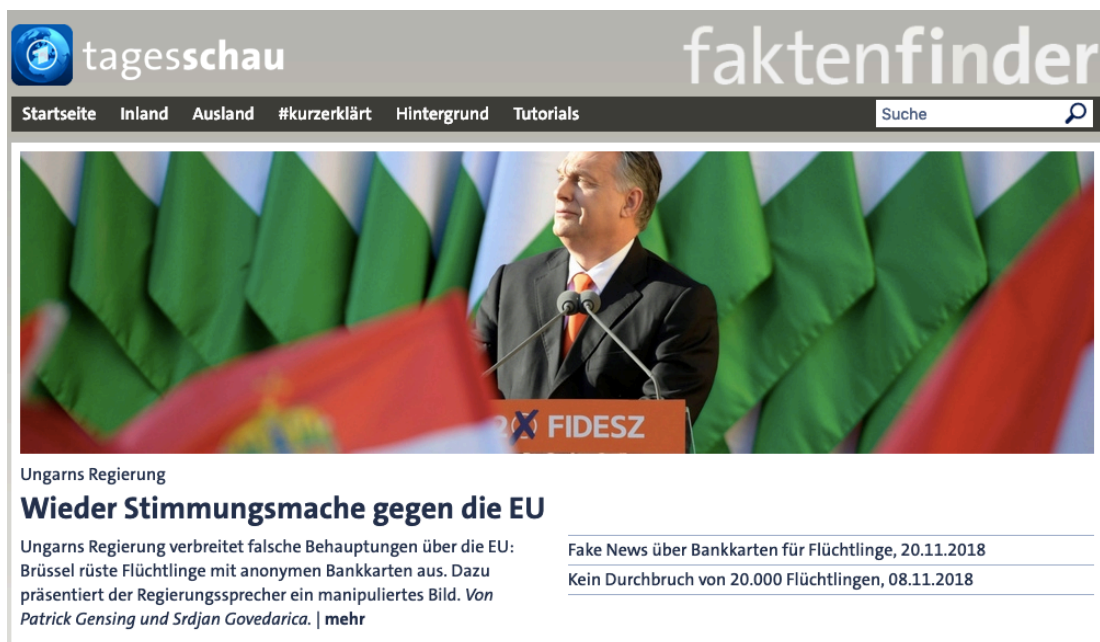 tagesschau
faktenfinder
Startseite Inland Ausland #kurzerklärt Hintergrund Tutorials Suche
2X FIDESZ
Ungarns Regierung
Wieder Stimmungsmache gegen die EU
Ungarns Regierung verbreitet falsche Behauptungen über die EU:
Brüssel rüste Flüchtlinge mit anonymen Bankkarten aus. Dazu
präsentiert der Regierungssprecher ein manipuliertes Bild. Von
Patrick Gensing und Srdjan Govedarica. | mehr
Fake News über Bankkarten für Flüchtlinge, 20.11.2018
Kein Durchbruch von 20.000 Flüchtlingen, 08.11.2018